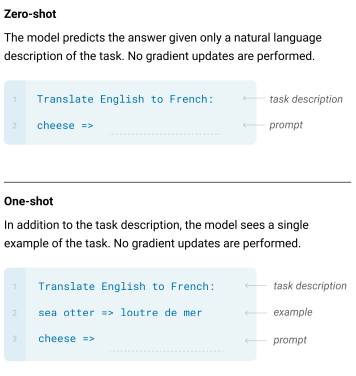 Zero-shot
The model predicts the answer given only a natural language
description of the task. No gradient updates are performed.
1 Translate English to French: task description
2 cheese => prompt
One-shot
In addition to the task description, the model sees a single
example of the task. No gradient updates are performed.
1 Translate English to French: task description
2 sea otter => loutre de mer example
3 cheese => prompt